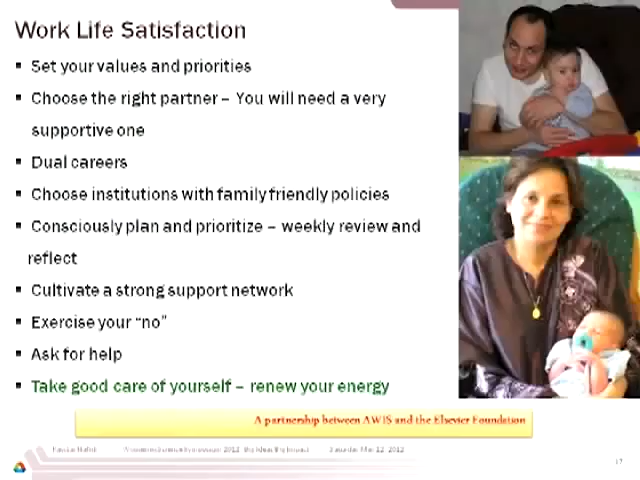 Work Life Satisfaction
▪ Set your values and priorities
▪ Choose the right partner – You will need a very
supportive one
▪ Dual careers
▪ Choose institutions with family friendly policies
▪ Consciously plan and prioritize – weekly review and
reflect
▪ Cultivate a strong support network
▪ Exercise your “no”
▪ Ask for help
▪ Take good care of yourself – renew your energy
A partnership between AWIS and the Elsevier Foundation
2012
17